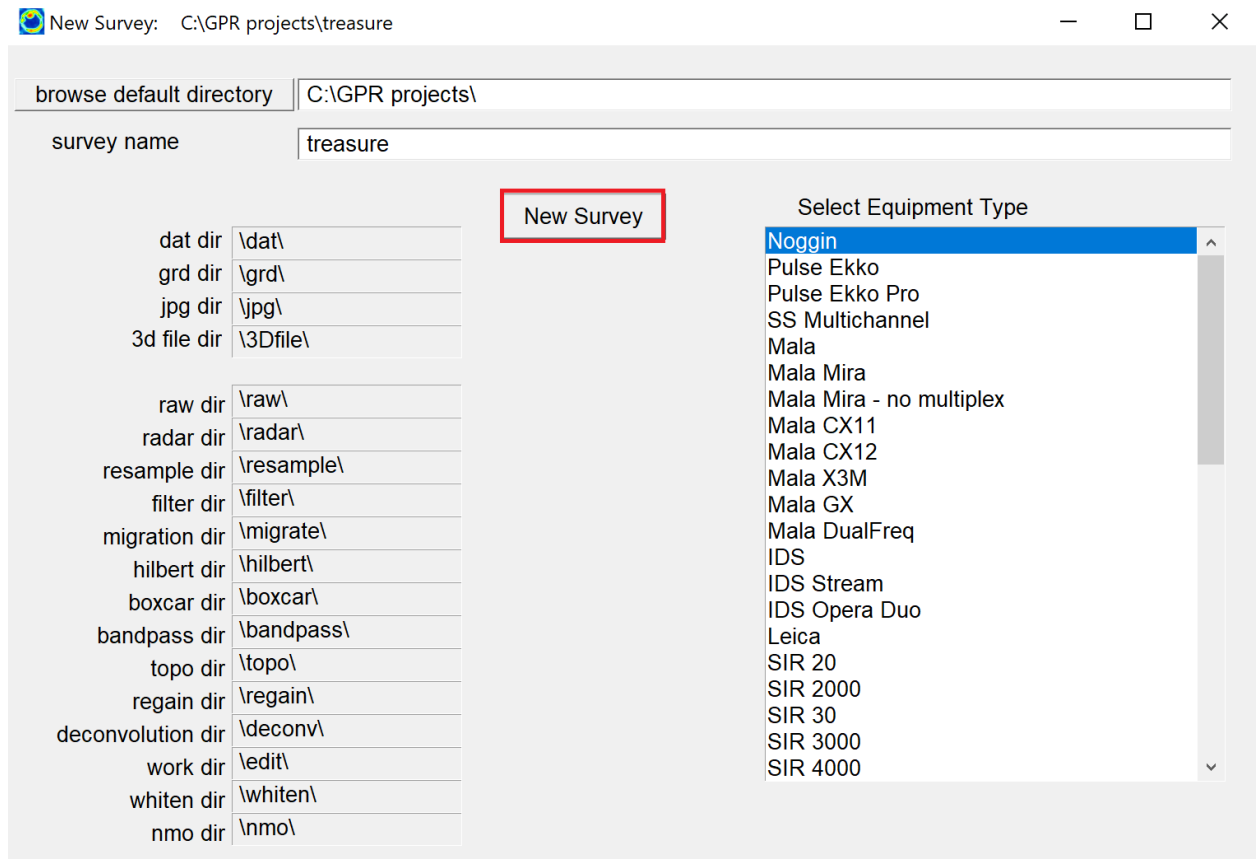 New Survey: C:\GPR projects\treasure
browse default directory C:\GPR projects\
survey name treasure
New Survey
dat dir \dat\
grd dir \grd\
jpg dir \jpg\
3d file dir \3Dfile\
raw dir \raw\
radar dir \radar\
resample dir \resample\
filter dir \filter\
migration dir \migrate\
hilbert dir \hilbert\
boxcar dir \boxcar\
bandpass dir \bandpass\
topo dir \topo\
regain dir \regain\
deconvolution dir \deconv\
work dir \edit\
whiten dir \whiten\
nmo dir \nmo\
Select Equipment Type
Noggin
Pulse Ekko
Pulse Ekko Pro
SS Multichannel
Mala
Mala Mira
Mala Mira - no multiplex
Mala CX11
Mala CX12
Mala X3M
Mala GX
Mala DualFreq
IDS
IDS Stream
IDS Opera Duo
Leica
SIR 20
SIR 2000
SIR 30
SIR 3000
SIR 4000